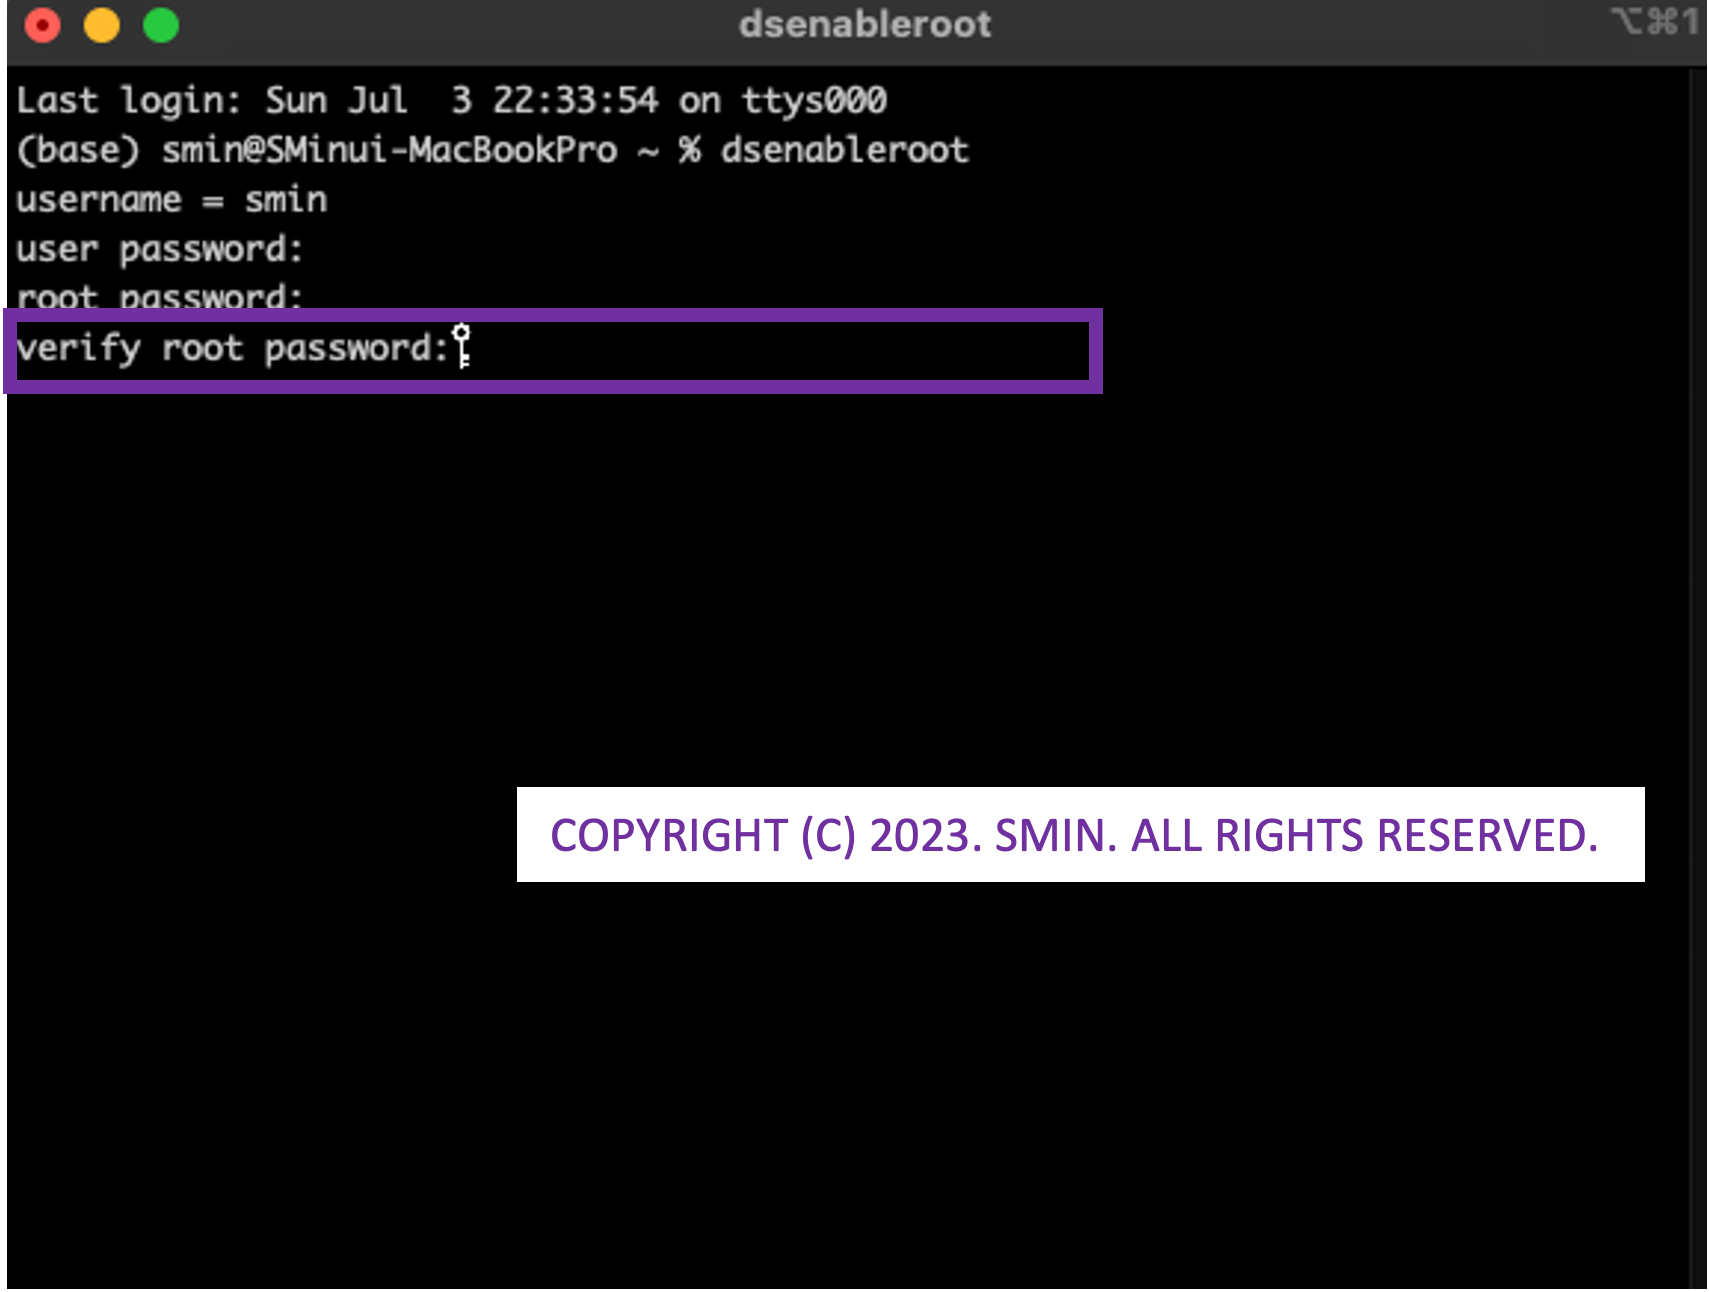 dsenableroot
⌥⌘1
Last login: Sun Jul  3 22:33:54 on ttys000
(base) smin@SMinui-MacBookPro ~ % dsenableroot
username = smin
user password:
root password:
verify root password:
COPYRIGHT (C) 2023. SMIN. ALL RIGHTS RESERVED.